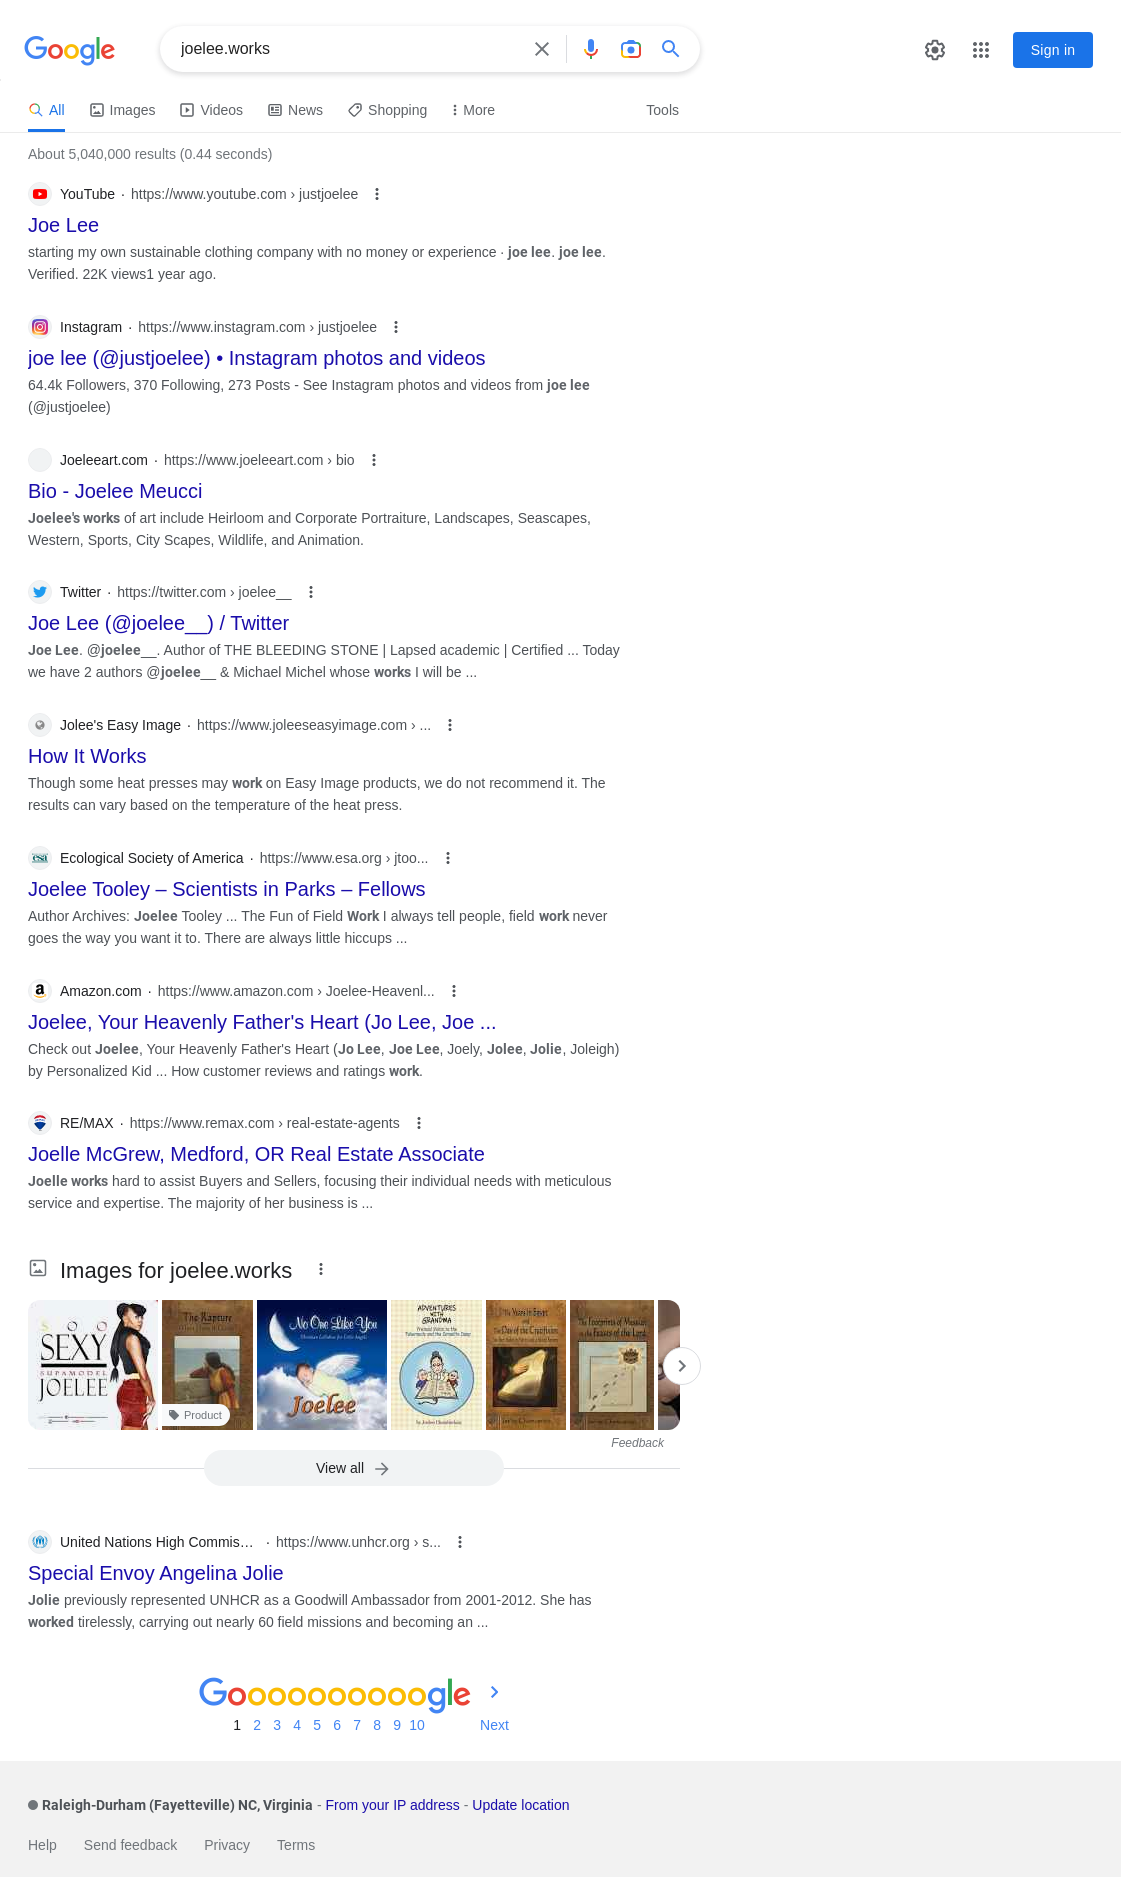 Google
joelee.works
Sign in
All Images Videos News Shopping More Tools
About 5,040,000 results (0.44 seconds)
YouTube · https://www.youtube.com › justjoelee
Joe Lee
starting my own sustainable clothing company with no money or experience · joe lee. joe lee.
Verified. 22K views1 year ago.
Instagram · https://www.instagram.com › justjoelee
joe lee (@justjoelee) • Instagram photos and videos
64.4k Followers, 370 Following, 273 Posts - See Instagram photos and videos from joe lee
(@justjoelee)
Joeleeart.com · https://www.joeleeart.com › bio
Bio - Joelee Meucci
Joelee's works of art include Heirloom and Corporate Portraiture, Landscapes, Seascapes,
Western, Sports, City Scapes, Wildlife, and Animation.
Twitter · https://twitter.com › joelee__
Joe Lee (@joelee__) / Twitter
Joe Lee. @joelee__. Author of THE BLEEDING STONE | Lapsed academic | Certified ... Today
we have 2 authors @joelee__ & Michael Michel whose works I will be ...
Jolee's Easy Image · https://www.joleeseasyimage.com › ...
How It Works
Though some heat presses may work on Easy Image products, we do not recommend it. The
results can vary based on the temperature of the heat press.
esa
Ecological Society of America · https://www.esa.org › jtoo...
Joelee Tooley – Scientists in Parks – Fellows
Author Archives: Joelee Tooley ... The Fun of Field Work I always tell people, field work never
goes the way you want it to. There are always little hiccups ...
Amazon.com · https://www.amazon.com › Joelee-Heavenl...
Joelee, Your Heavenly Father's Heart (Jo Lee, Joe ...
Check out Joelee, Your Heavenly Father's Heart (Jo Lee, Joe Lee, Joely, Jolee, Jolie, Joleigh)
by Personalized Kid ... How customer reviews and ratings work.
RE/MAX · https://www.remax.com › real-estate-agents
Joelle McGrew, Medford, OR Real Estate Associate
Joelle works hard to assist Buyers and Sellers, focusing their individual needs with meticulous
service and expertise. The majority of her business is ...
Images for joelee.works
SOO
SEXY
SUPAMODEL
JOELEE
The Rapture
Product
No One Like You
Joelee
ADVENTURES
WITH
GRANDMA
The Footprints of Messiah
in the Feasts of the Lord
Feedback
View all
United Nations High Commis... · https://www.unhcr.org › s...
Special Envoy Angelina Jolie
Jolie previously represented UNHCR as a Goodwill Ambassador from 2001-2012. She has
worked tirelessly, carrying out nearly 60 field missions and becoming an ...
Goooooooooogle
1 2 3 4 5 6 7 8 9 10 Next
Raleigh-Durham (Fayetteville) NC, Virginia - From your IP address - Update location
Help Send feedback Privacy Terms